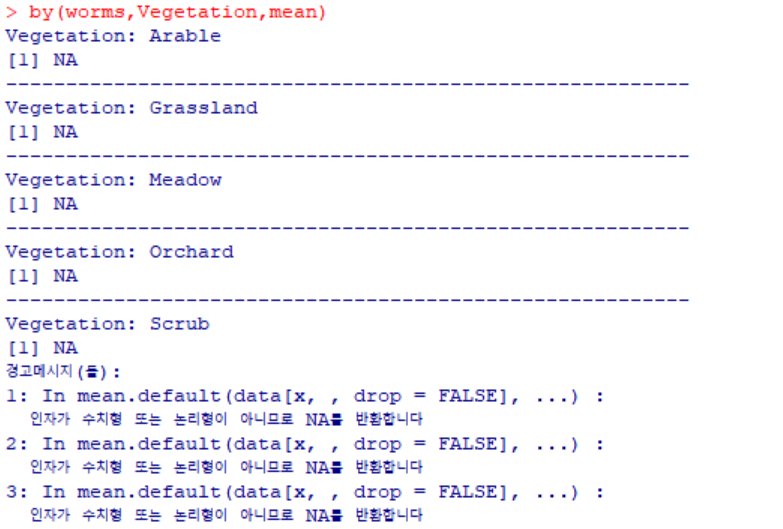 > by(worms,Vegetation,mean)
Vegetation: Arable
[1] NA
---------------------------------------------------------
Vegetation: Grassland
[1] NA
---------------------------------------------------------
Vegetation: Meadow
[1] NA
---------------------------------------------------------
Vegetation: Orchard
[1] NA
---------------------------------------------------------
Vegetation: Scrub
[1] NA
경고메시지(들):
1: In mean.default(data[x, , drop = FALSE], ...) :
  인자가 수치형 또는 논리형이 아니므로 NA를 반환합니다
2: In mean.default(data[x, , drop = FALSE], ...) :
  인자가 수치형 또는 논리형이 아니므로 NA를 반환합니다
3: In mean.default(data[x, , drop = FALSE], ...) :
  인자가 수치형 또는 논리형이 아니므로 NA를 반환합니다